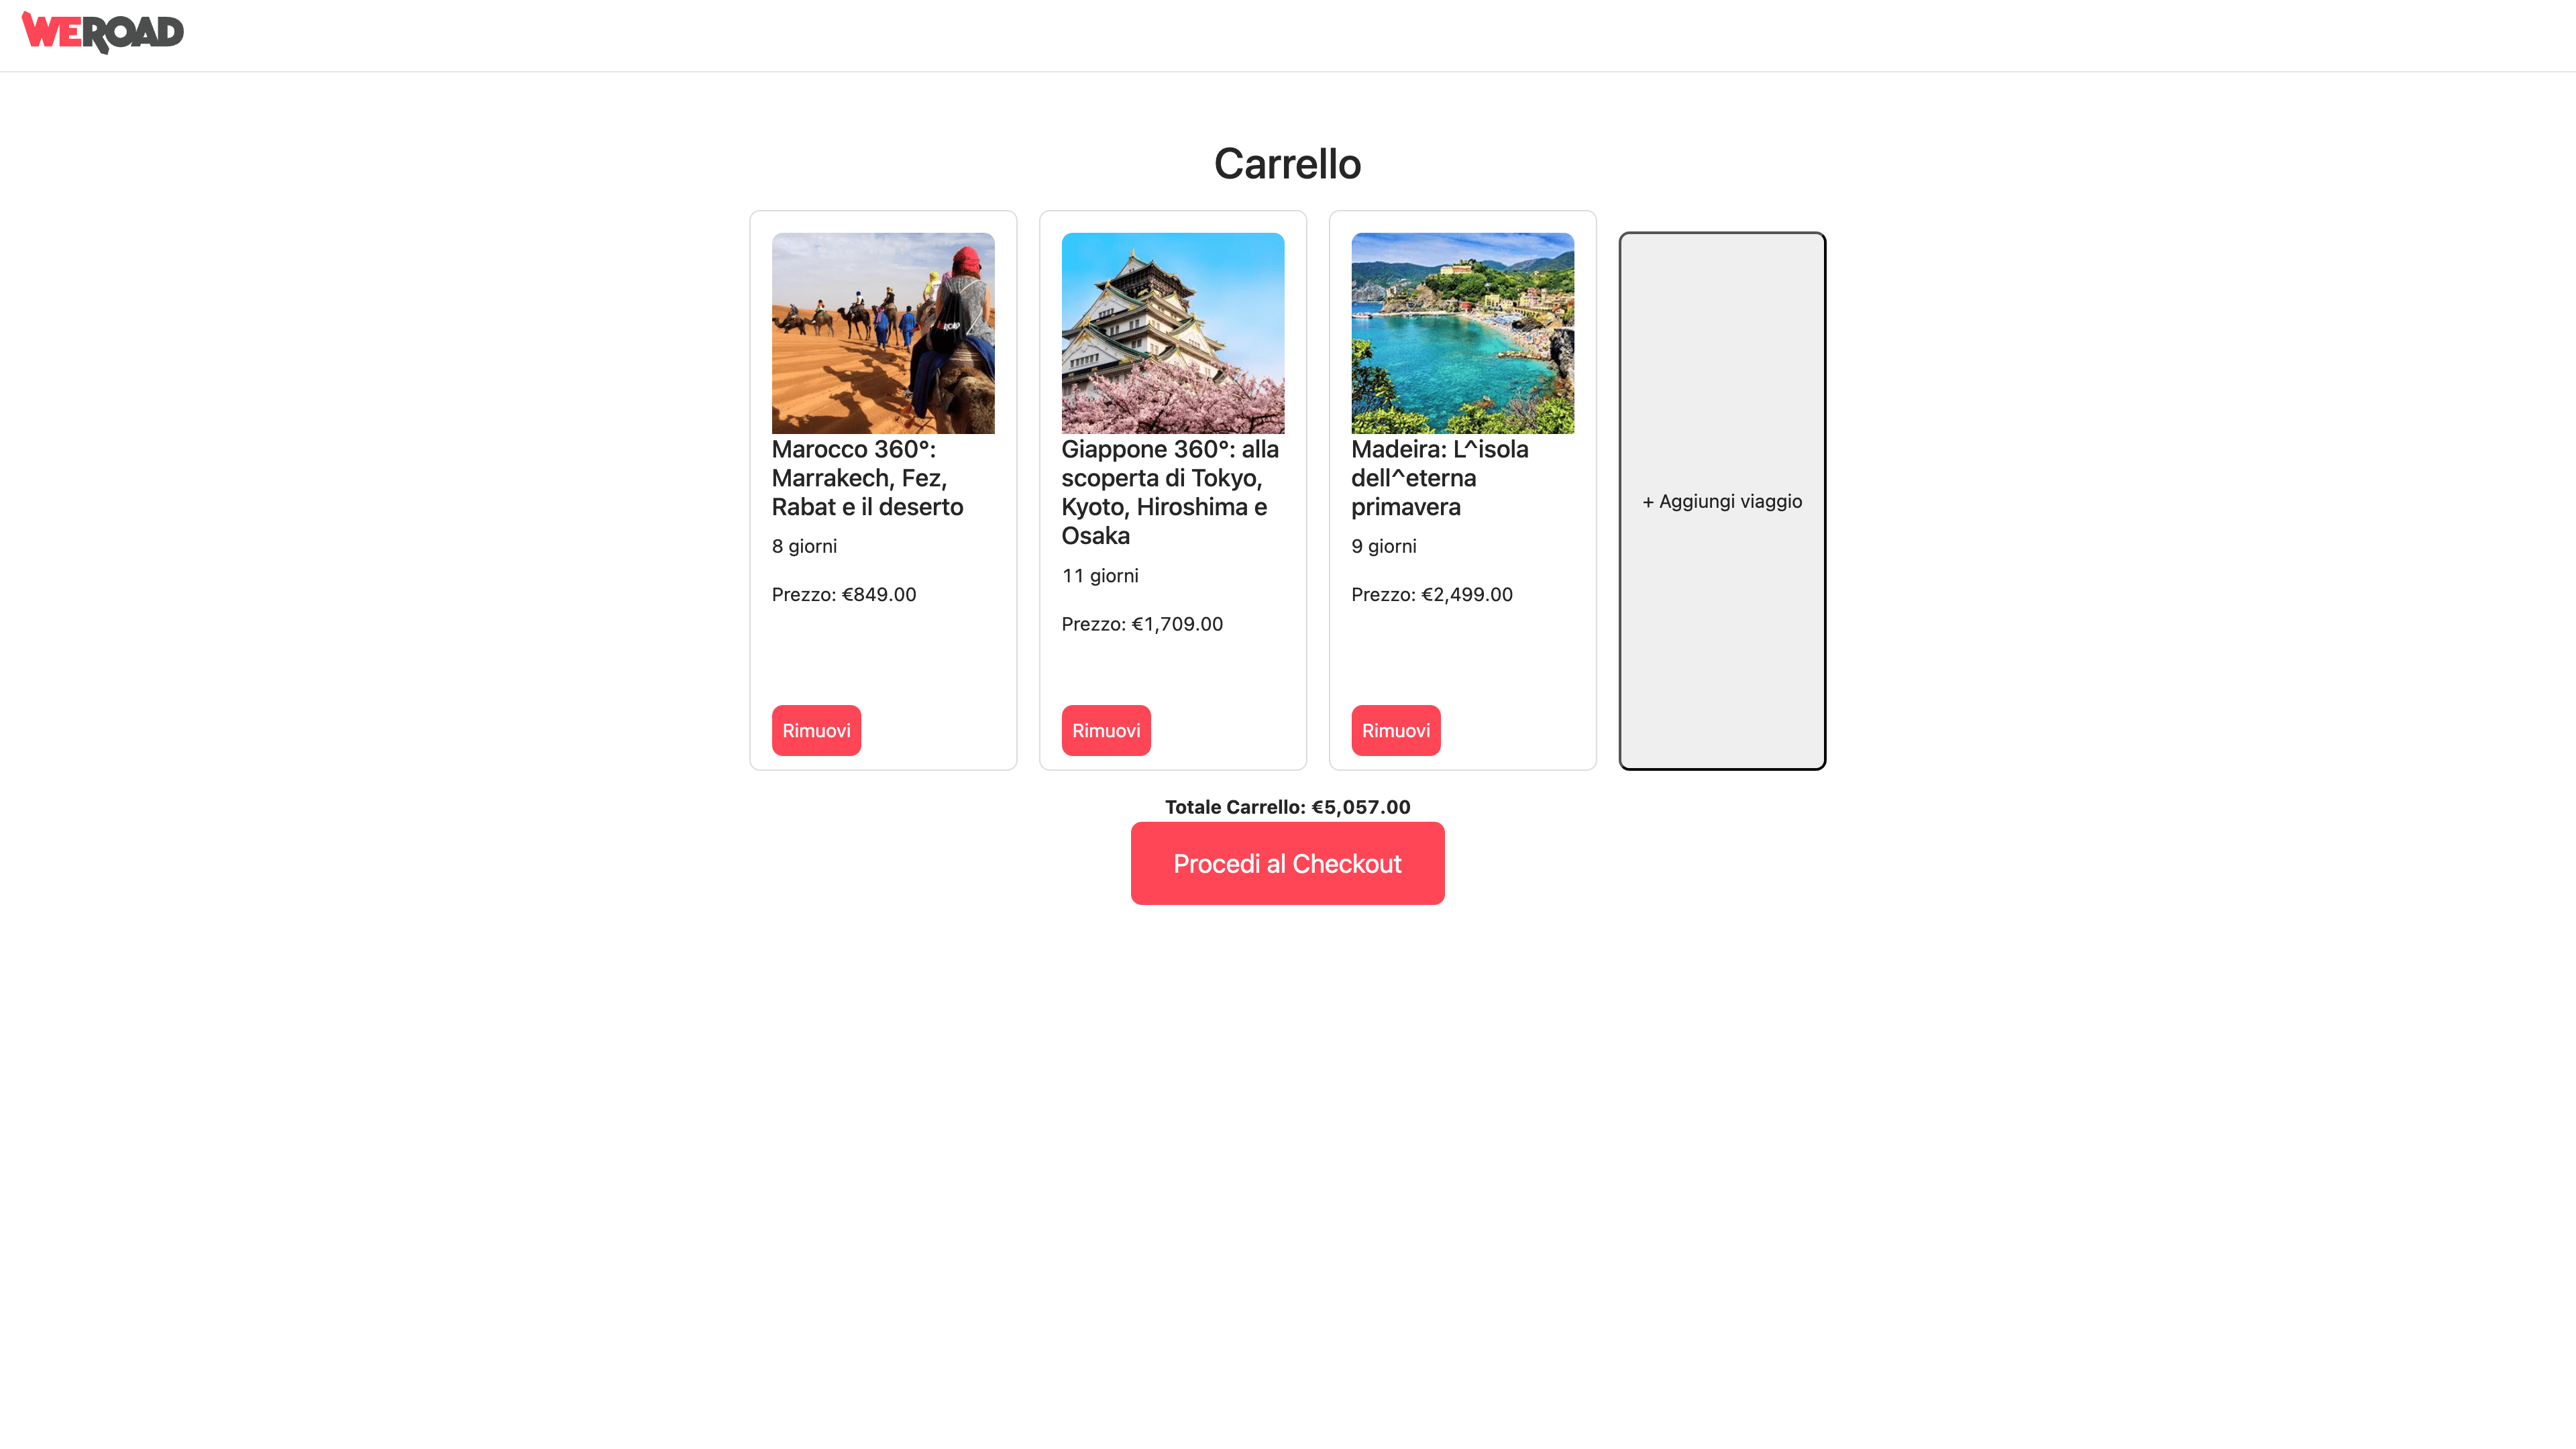 WEROAD
Carrello
Marocco 360°:
Marrakech, Fez,
Rabat e il deserto
8 giorni
Prezzo: €849.00
Rimuovi
Giappone 360°: alla
scoperta di Tokyo,
Kyoto, Hiroshima e
Osaka
11 giorni
Prezzo: €1,709.00
Rimuovi
Madeira: L^isola
dell^eterna
primavera
9 giorni
Prezzo: €2,499.00
Rimuovi
+ Aggiungi viaggio
Totale Carrello: €5,057.00
Procedi al Checkout